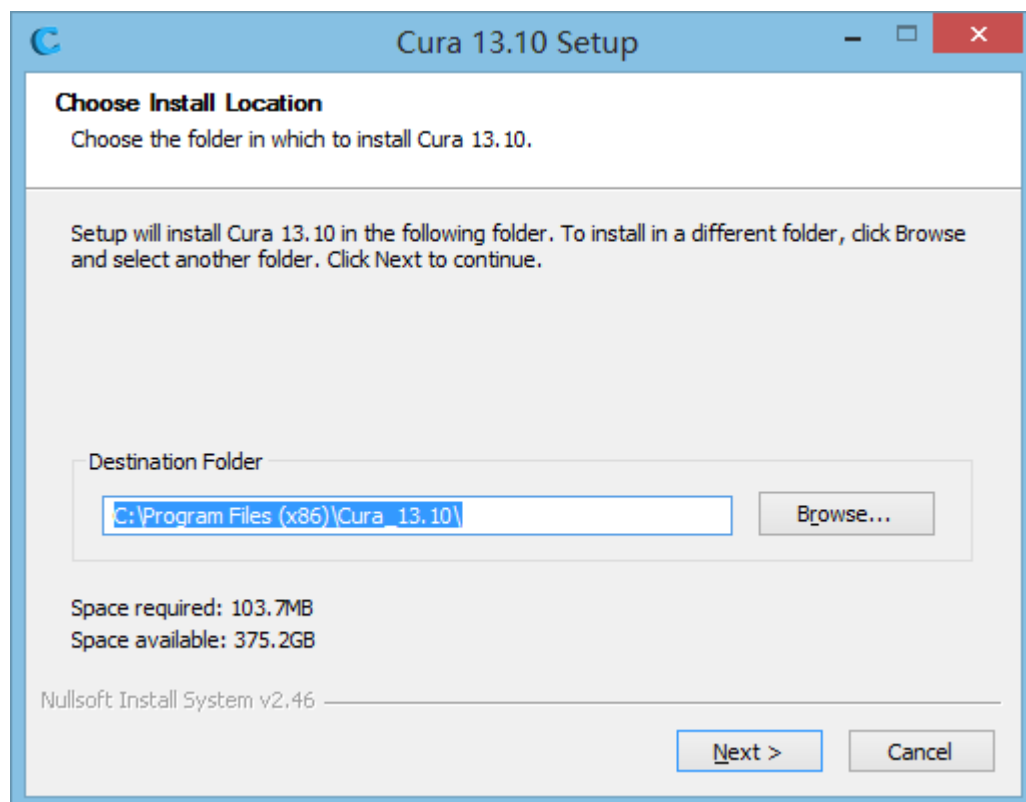 Cura 13.10 Setup
Choose Install Location
Choose the folder in which to install Cura 13.10.
Setup will install Cura 13.10 in the following folder. To install in a different folder, click Browse
and select another folder. Click Next to continue.
Destination Folder
C:\Program Files (x86)\Cura_13.10\
Browse...
Space required: 103.7MB
Space available: 375.2GB
Nullsoft Install System v2.46
Next >
Cancel